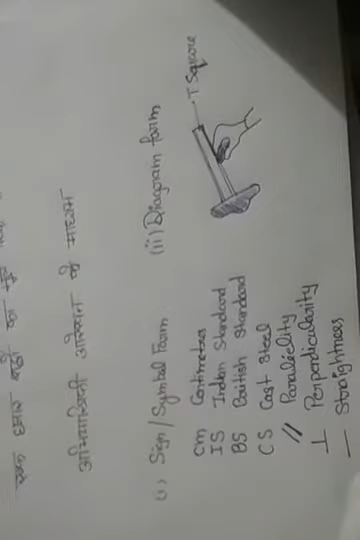 अभियांत्रिकी आरेखन के माध्यम
(i) Sign/Symbol Form (ii) Diagram form
cm Centimetres
IS Indian Standard
BS British Standard
CS Cast Steel
// Parallelity
⊥ Perpendicularity
— Straightness
T Square